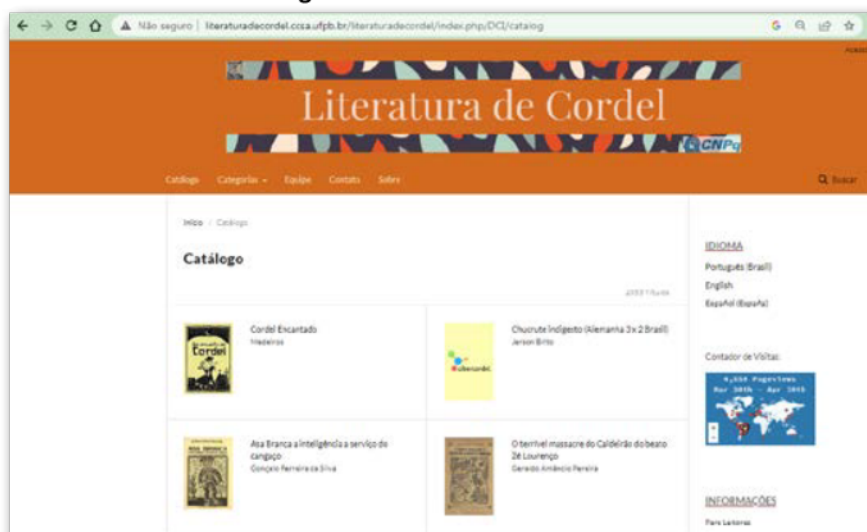 Não seguro | literaturadecordel.ccsa.ufpb.br/literaturadecordel/index.php/DCI/catalog
Literatura de Cordel
CNPq
Catálogo Categorias Equipe Contato Sobre
Buscar
Início / Catálogo
Catálogo
Cordel Encantado
Medeiros
Chucrute indigesto (Alemanha 3 x 2 Brasil)
Jerson Brito
Asa Branca a inteligência a serviço do
cangaço
Gonçalo Ferreira da Silva
O terrível massacre do Caldeirão do beato
Zé Lourenço
Geraldo Amâncio Pereira
IDIOMA
Português (Brasil)
English
Español (España)
Contador de Visitas:
Pageviews
INFORMAÇÕES
Para Leitores